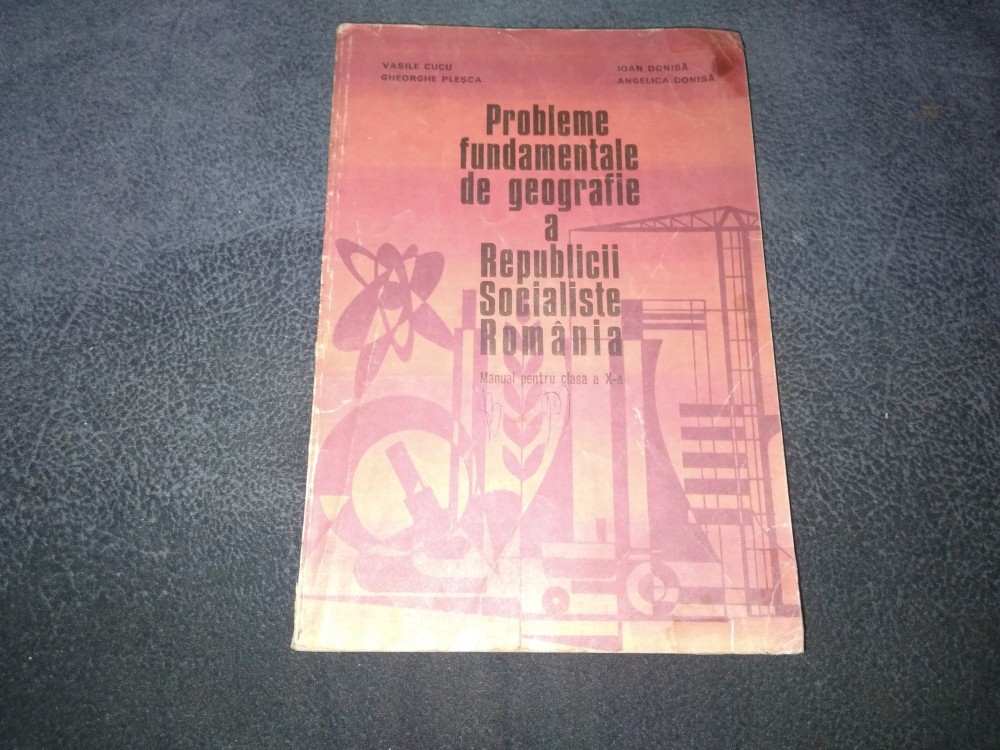 VASILE CUCU
GHEORGHE PLEȘCA
IOAN DONISĂ
ANGELICA DONISĂ
Probleme
fundamentale
de geografie
a
Republicii
Socialiste
România
Manual pentru clasa a X-a